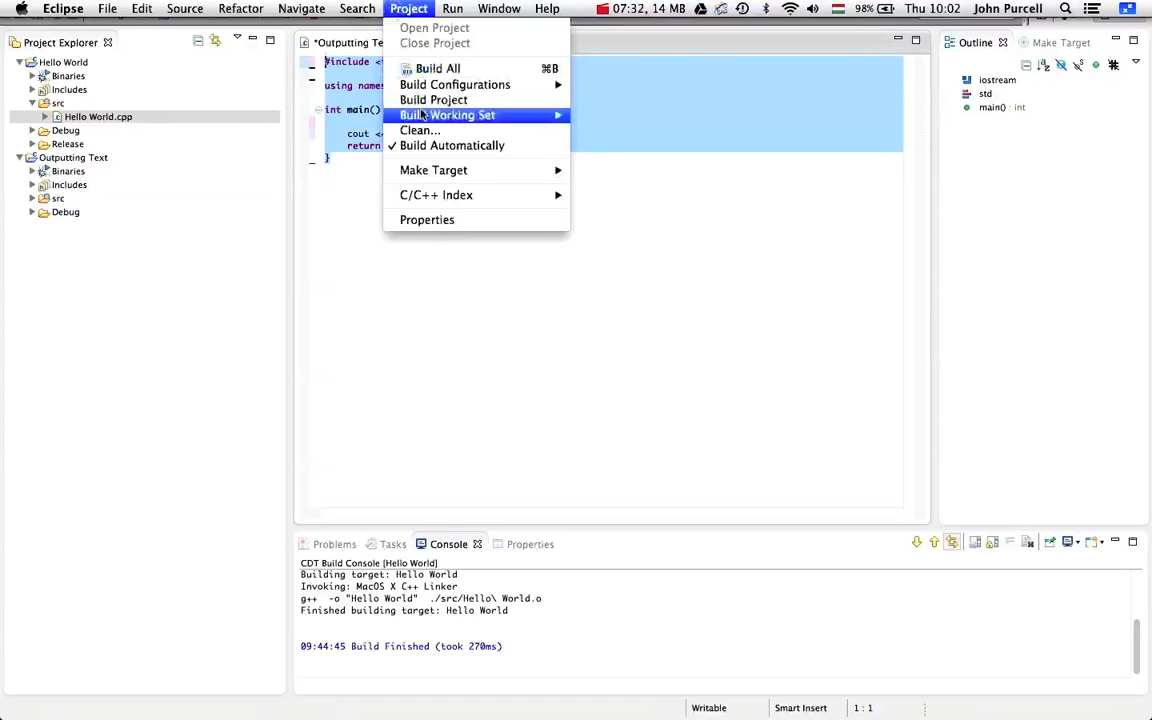 Eclipse File Edit Source Refactor Navigate Search Project Run Window Help 07:32, 14 MB 98% Thu 10:02 John Purcell
Project Explorer
Hello World
Binaries
Includes
src
Hello World.cpp
Debug
Release
Outputting Text
Binaries
Includes
src
Debug
*Outputting Te
#include <
using names
int main()
cout <<
return
}
Open Project
Close Project
Build All ⌘B
Build Configurations
Build Project
Build Working Set
Clean...
Build Automatically
Make Target
C/C++ Index
Properties
Outline Make Target
iostream
std
main() : int
Problems Tasks Console Properties
CDT Build Console [Hello World]
Building target: Hello World
Invoking: MacOS X C++ Linker
g++ -o "Hello World" ./src/Hello\ World.o
Finished building target: Hello World
09:44:45 Build Finished (took 270ms)
Writable Smart Insert 1 : 1